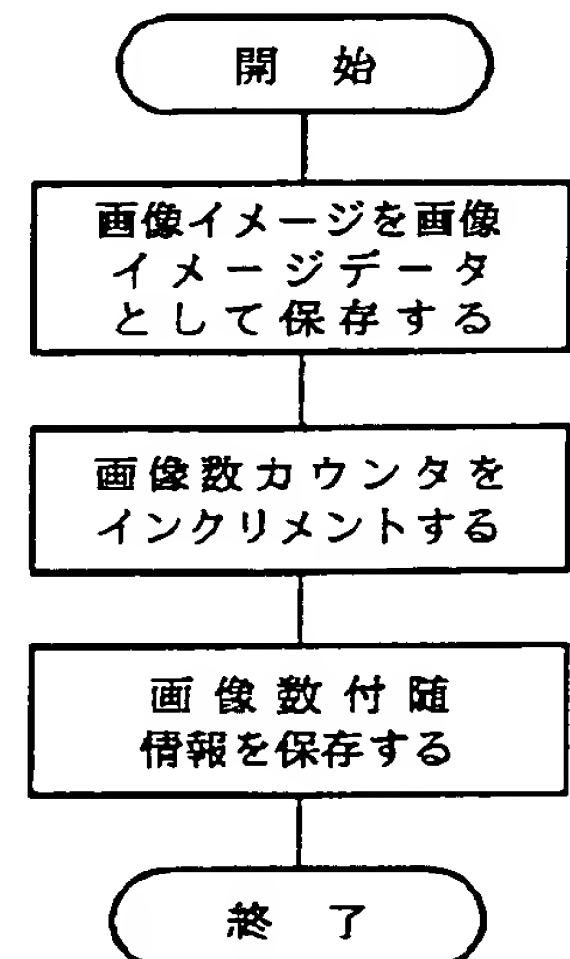 開始
画像イメージを画像
イメージデータ
として保存する
画像数カウンタを
インクリメントする
画像数付随
情報を保存する
終了